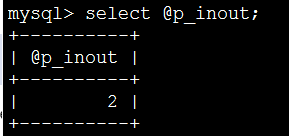 mysql> select @p_inout;
+----------+
| @p_inout |
+----------+
|        2 |
+----------+